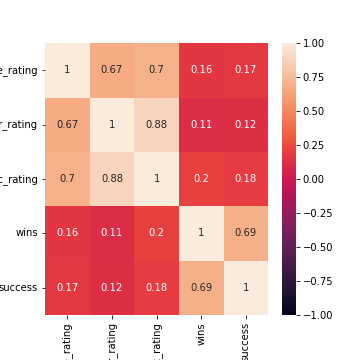 e_rating 1 0.67 0.7 0.16 0.17
r_rating 0.67 1 0.88 0.11 0.12
c_rating 0.7 0.88 1 0.2 0.18
wins 0.16 0.11 0.2 1 0.69
success 0.17 0.12 0.18 0.69 1
_rating
_rating
_rating
wins
success
1.00
0.75
0.50
0.25
0.00
−0.25
−0.50
−0.75
−1.00